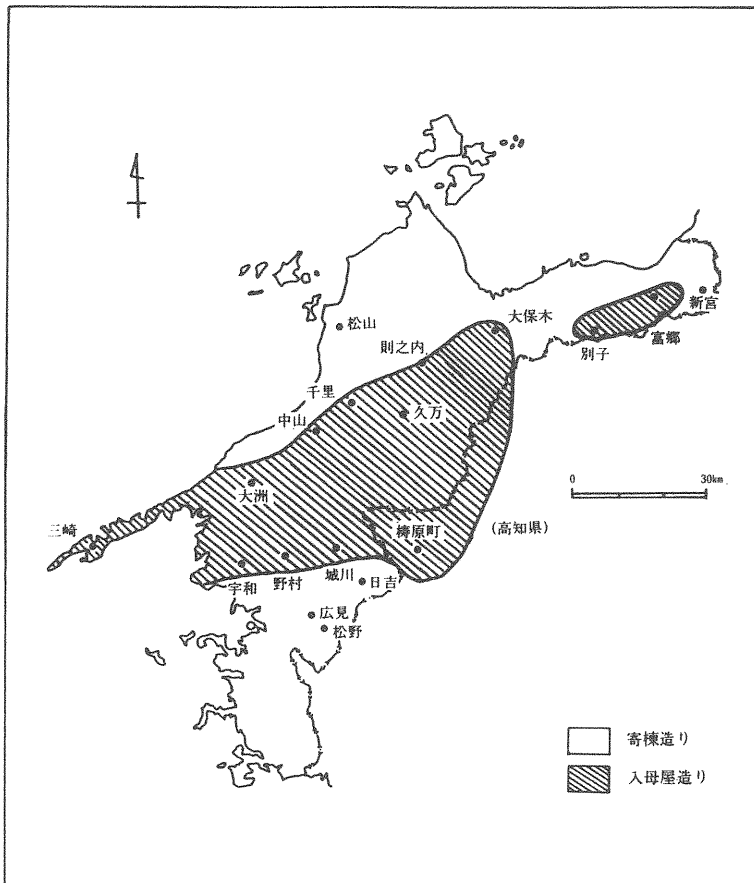 松山
大保木
新宮
則之内
別子
富郷
千里
中山
久万
大洲
0
30km
三崎
梼原町
(高知県)
宇和
野村
城川
日吉
広見
松野
寄棟造り
入母屋造り